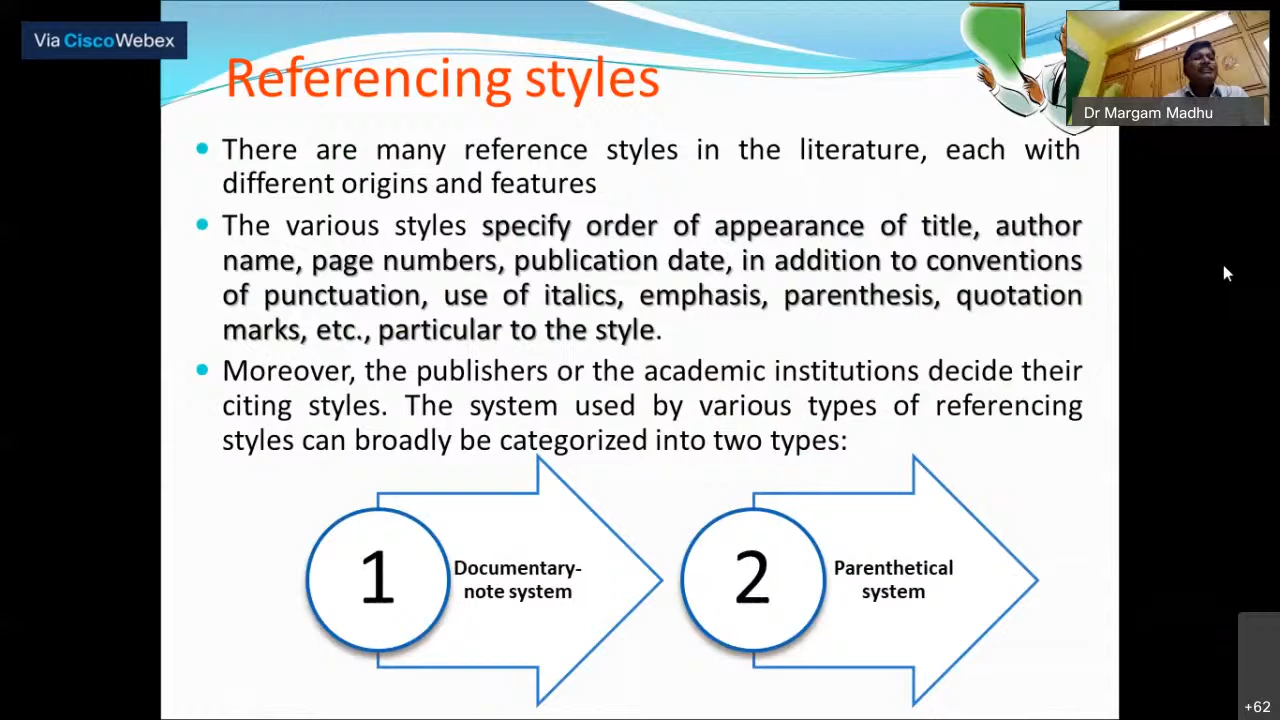 Via CiscoWebex
Referencing styles
Dr Margam Madhu
• There are many reference styles in the literature, each with
different origins and features
• The various styles specify order of appearance of title, author
name, page numbers, publication date, in addition to conventions
of punctuation, use of italics, emphasis, parenthesis, quotation
marks, etc., particular to the style.
• Moreover, the publishers or the academic institutions decide their
citing styles. The system used by various types of referencing
styles can broadly be categorized into two types:
1
Documentary-
note system
2
Parenthetical
system
+62